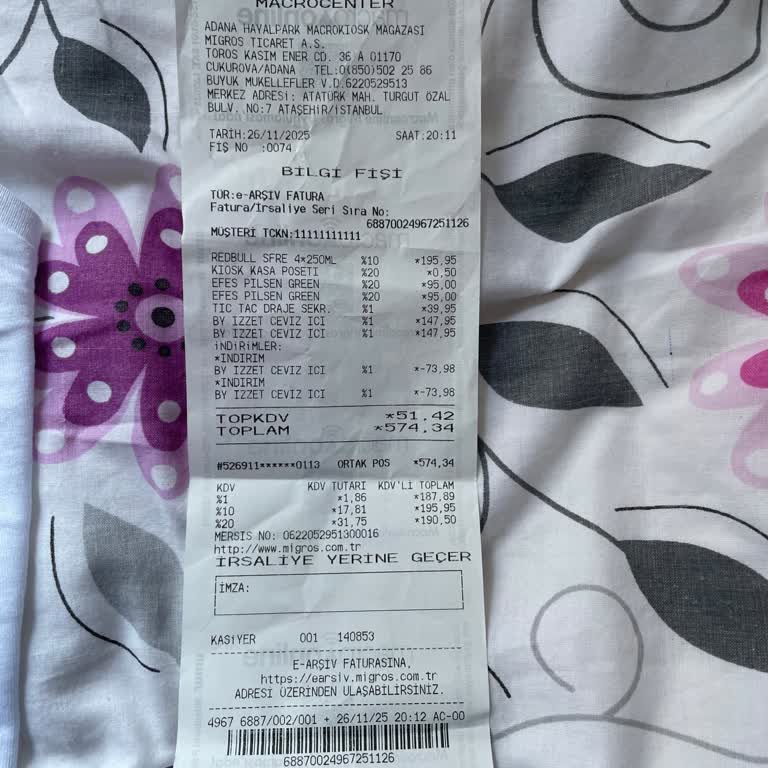 MACROCENTER
ADANA HAYALPARK MACROKIOSK MAGAZASI
MIGROS TICARET A.S.
TOROS KASIM ENER CD. 36 A 01170
CUKUROVA/ADANA TEL:0(850)502 25 86
BUYUK MUKELLEFLER V.D.6220529513
MERKEZ ADRESİ: ATATÜRK MAH. TURGUT ÖZAL
BULV. NO:7 ATAŞEHİR/İSTANBUL
TARİH:26/11/2025 SAAT:20:11
FİŞ NO :0074
BİLGİ FİŞİ
TÜR:e-ARŞİV FATURA
Fatura/İrsaliye Seri Sıra No:
68870024967251126
MÜŞTERİ TCKN:11111111111
REDBULL SFRE 4*250ML %10 *195,95
KIOSK KASA POSETI %20 *0,50
EFES PILSEN GREEN %20 *95,00
EFES PILSEN GREEN %20 *95,00
TIC TAC DRAJE SEKR. %1 *39,95
BY IZZET CEVIZ ICI %1 *147,95
BY IZZET CEVIZ ICI %1 *147,95
İNDİRİMLER:
*INDIRIM
BY IZZET CEVIZ ICI %1 *-73,98
*INDIRIM
BY IZZET CEVIZ ICI %1 *-73,98
TOPKDV *51,42
TOPLAM *574,34
#526911******0113 ORTAK POS *574,34
KDV KDV TUTARI KDV'Lİ TOPLAM
%1 *1,86 *187,89
%10 *17,81 *195,95
%20 *31,75 *190,50
MERSIS NO: 0622052951300016
http://www.migros.com.tr
İRSALİYE YERİNE GEÇER
İMZA:
KASİYER 001 140853
E-ARŞİV FATURASINA,
https://earsiv.migros.com.tr
ADRESİ ÜZERİNDEN ULAŞABİLİRSİNİZ.
4967 6887/002/001 + 26/11/25 20:12 AC-00
68870024967251126